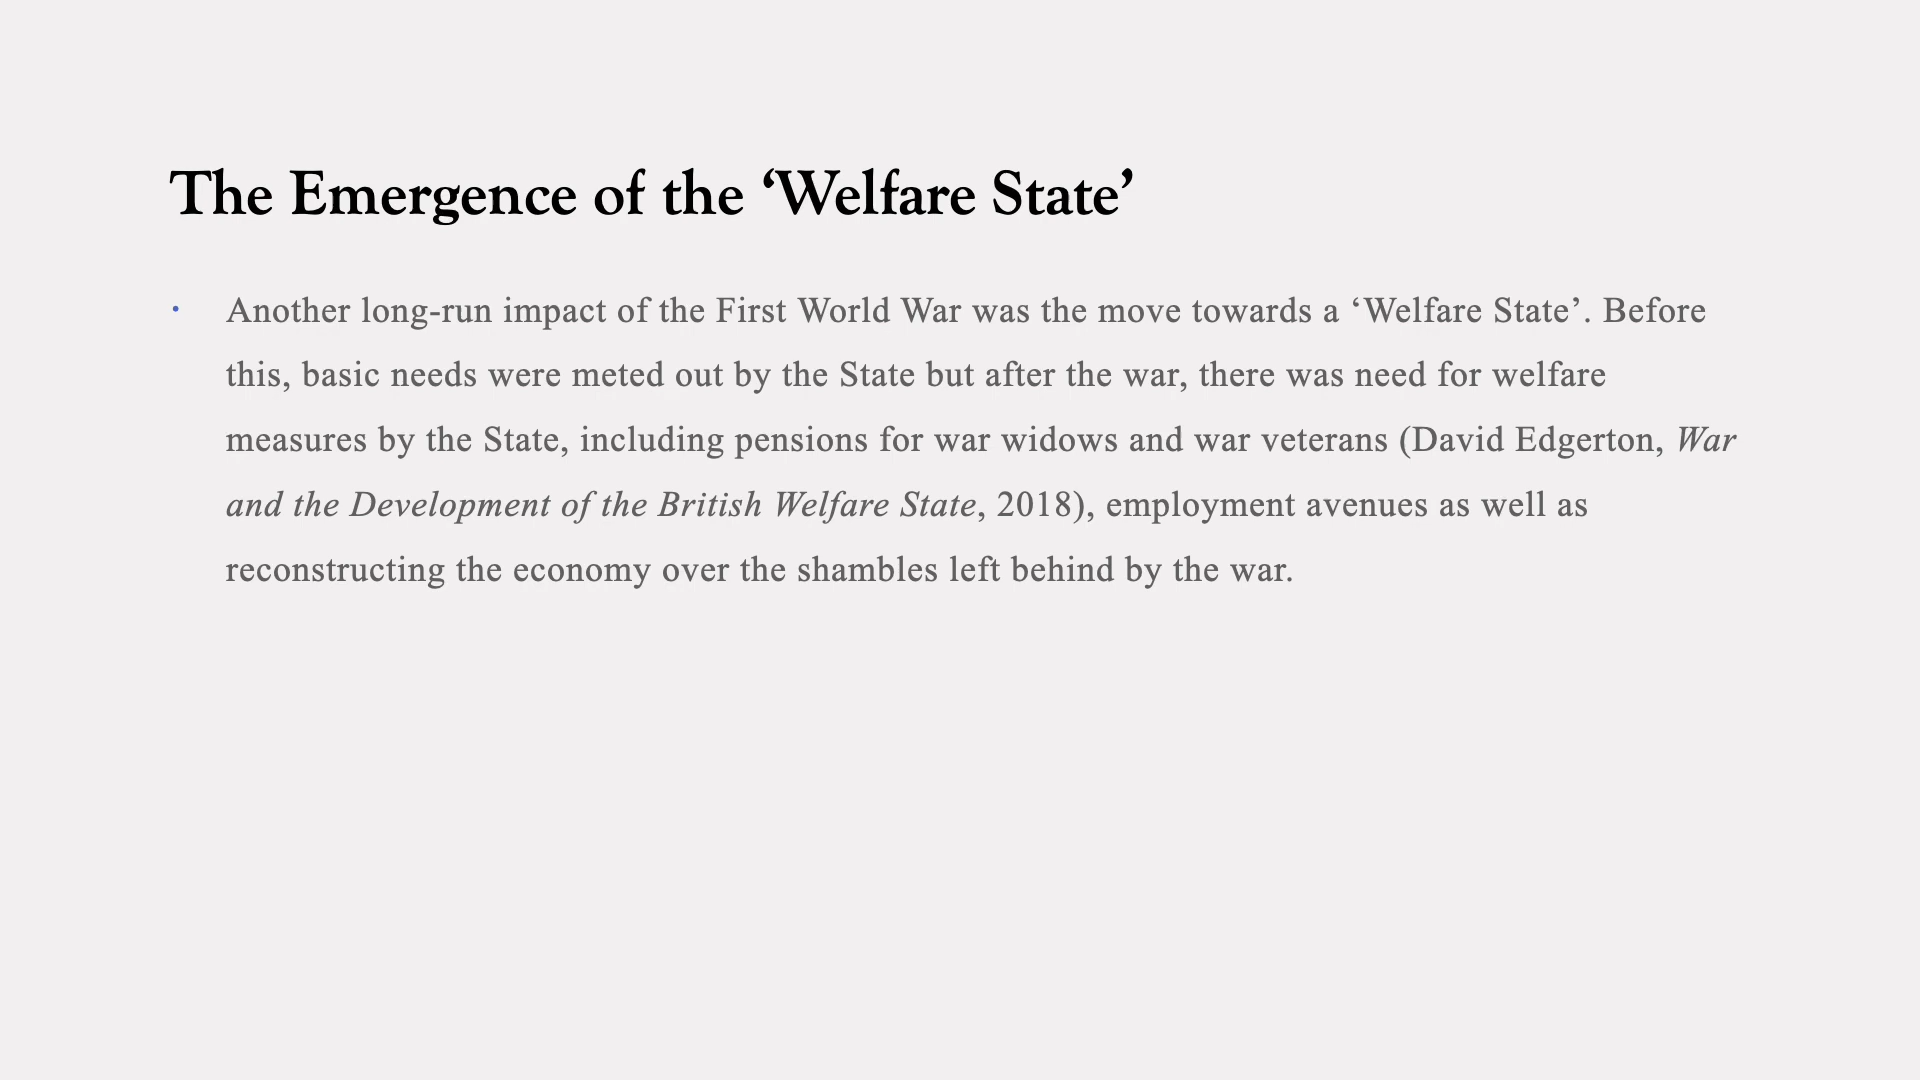 The Emergence of the ‘Welfare State’
• Another long-run impact of the First World War was the move towards a ‘Welfare State’. Before
this, basic needs were meted out by the State but after the war, there was need for welfare
measures by the State, including pensions for war widows and war veterans (David Edgerton, War
and the Development of the British Welfare State, 2018), employment avenues as well as
reconstructing the economy over the shambles left behind by the war.